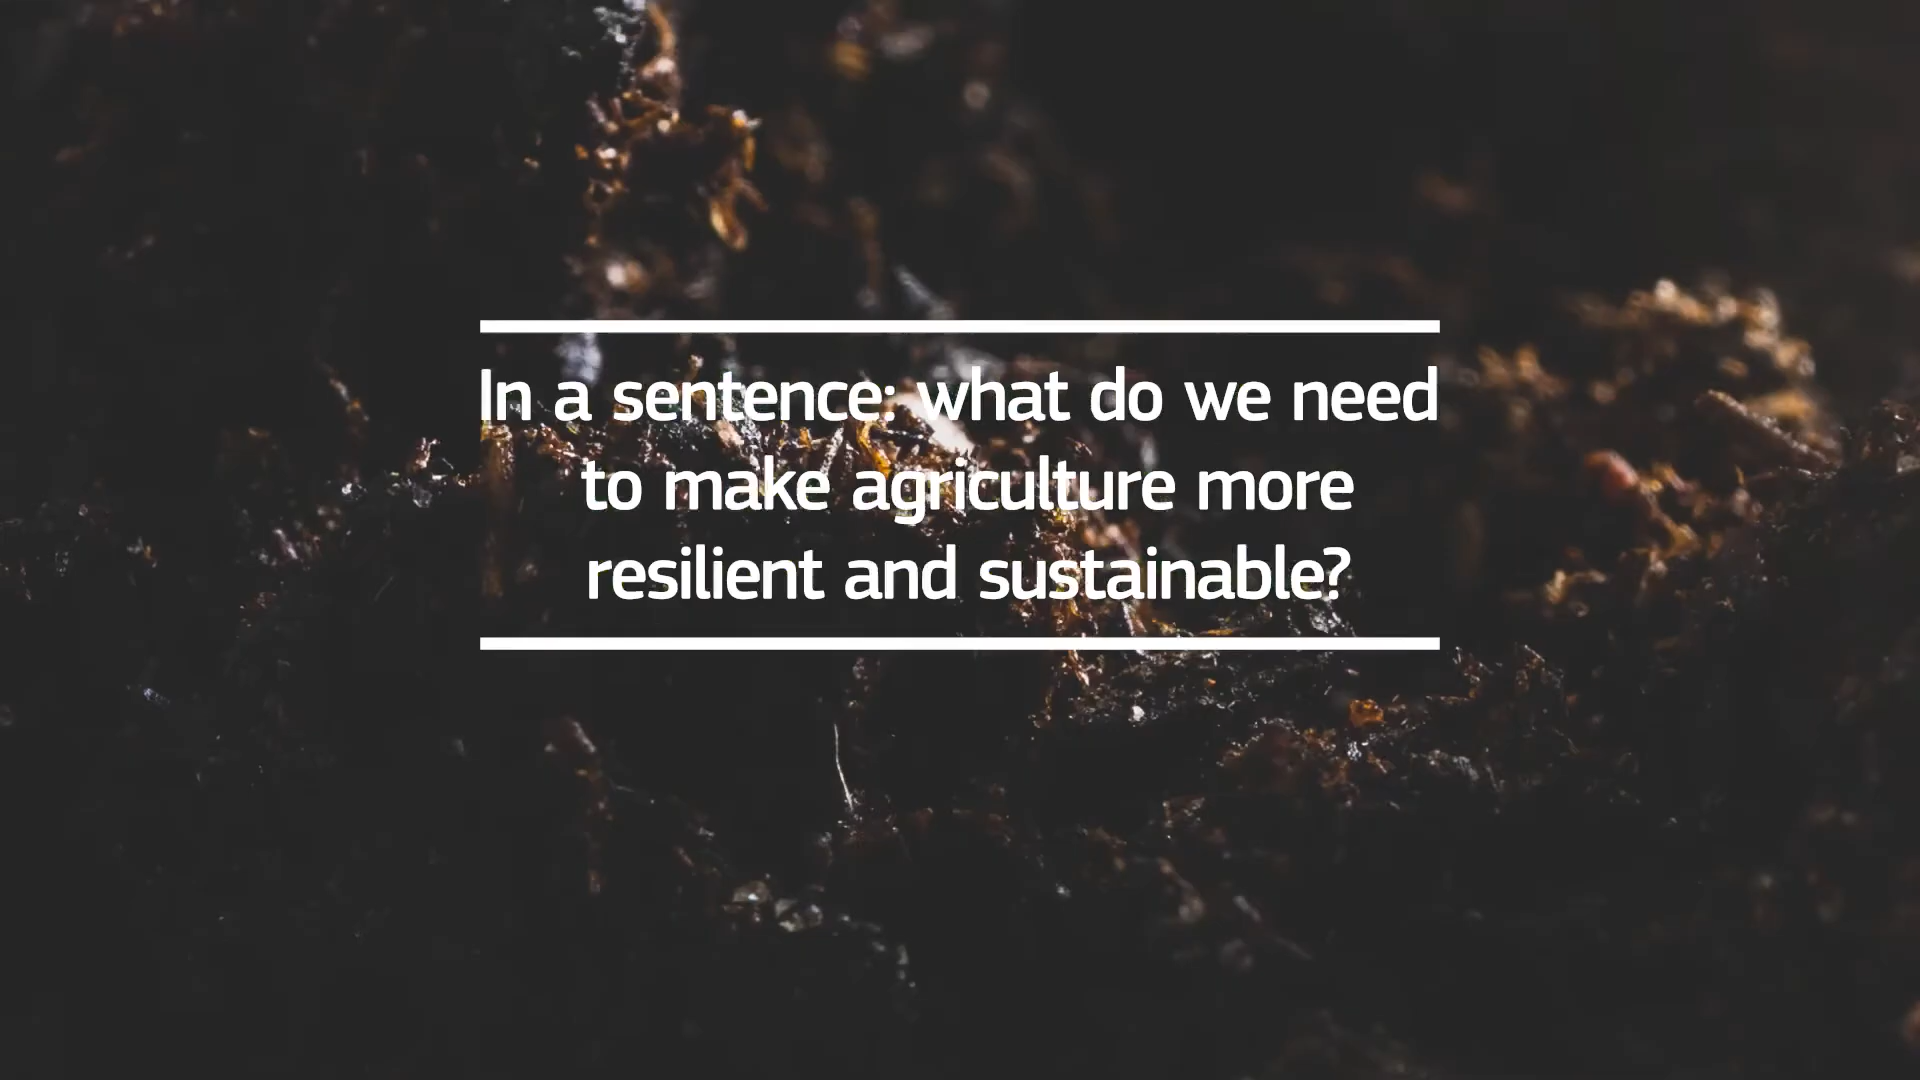 In a sentence: what do we need
to make agriculture more
resilient and sustainable?